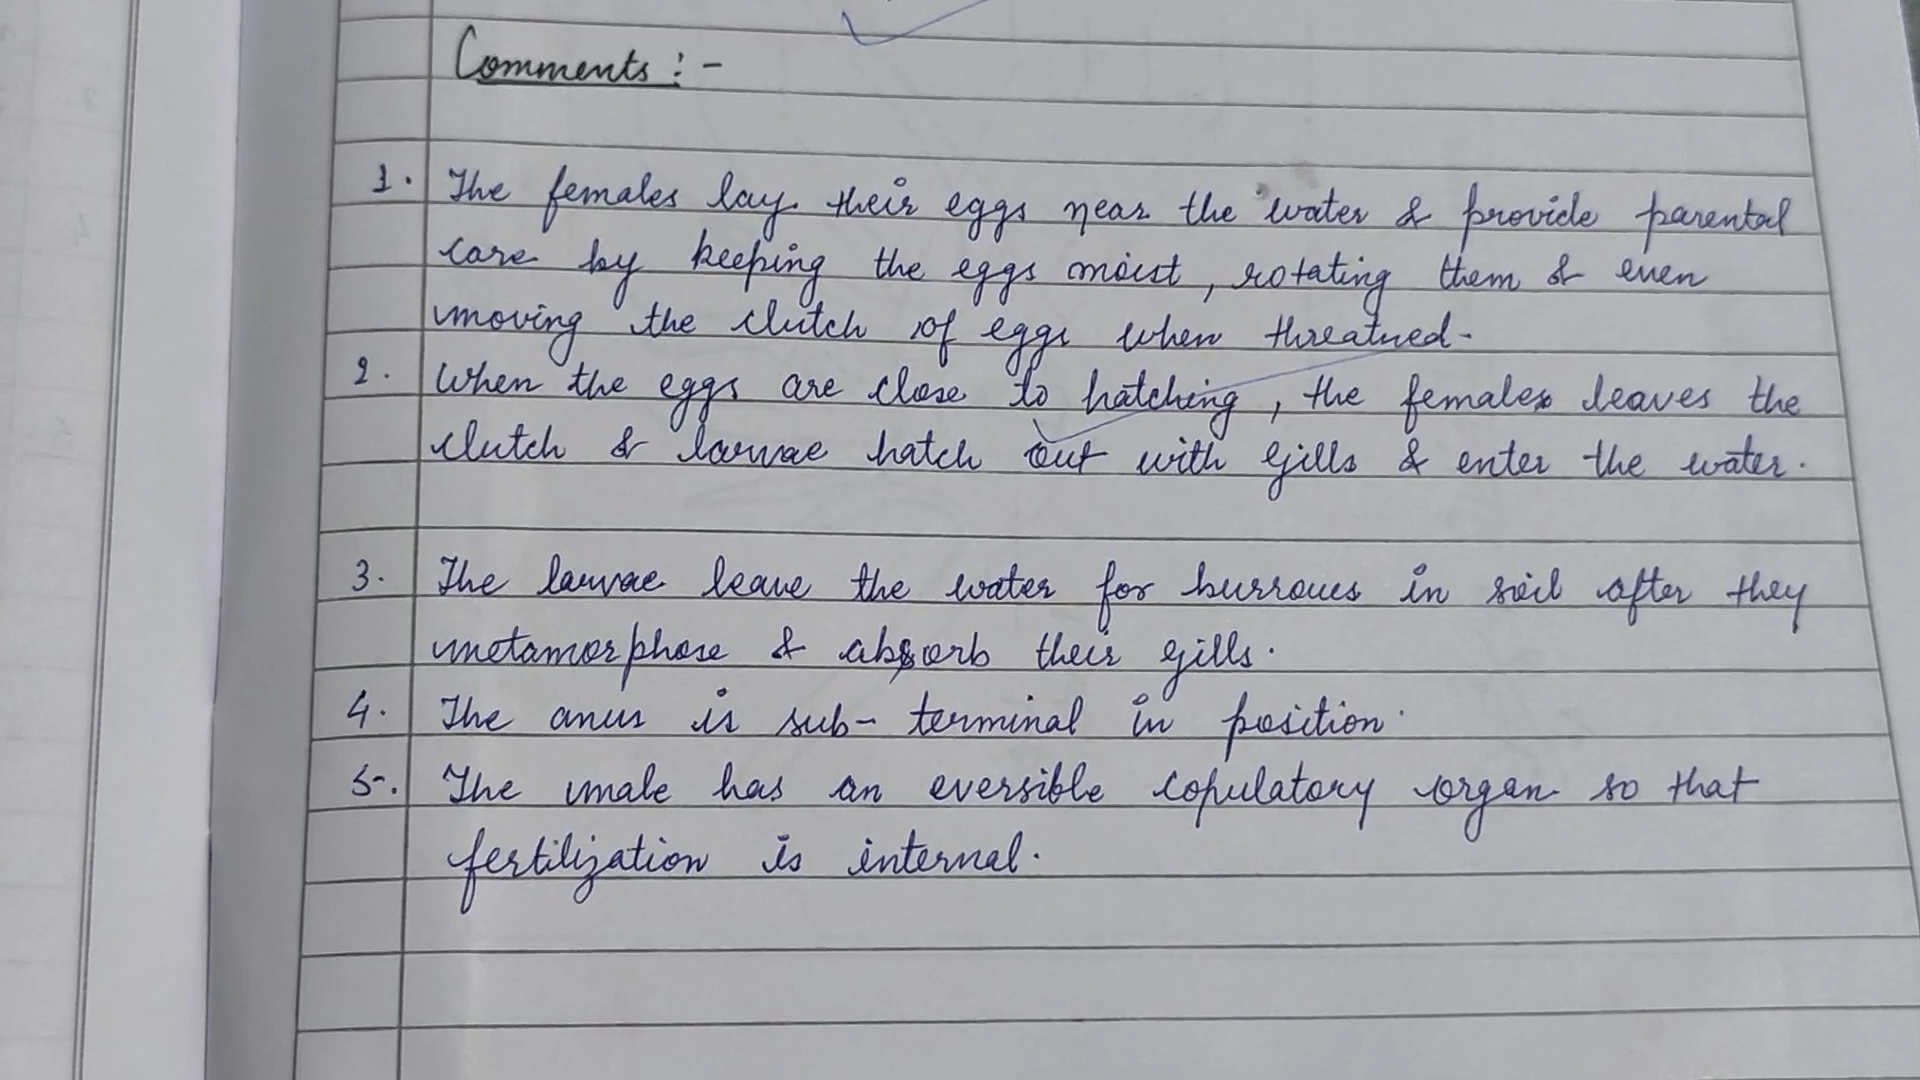 Comments :-
1. The females lay their eggs near the water & provide parental
care by keeping the eggs moist, rotating them & even
moving the clutch of eggs when threatned.
2. When the eggs are close to hatching, the females leaves the
clutch & larvae hatch out with gills & enter the water.
3. The larvae leave the water for burrows in soil after they
metamorphose & absorb their gills.
4. The anus is sub-terminal in position.
5. The male has an eversible copulatory organ so that
fertilization is internal.